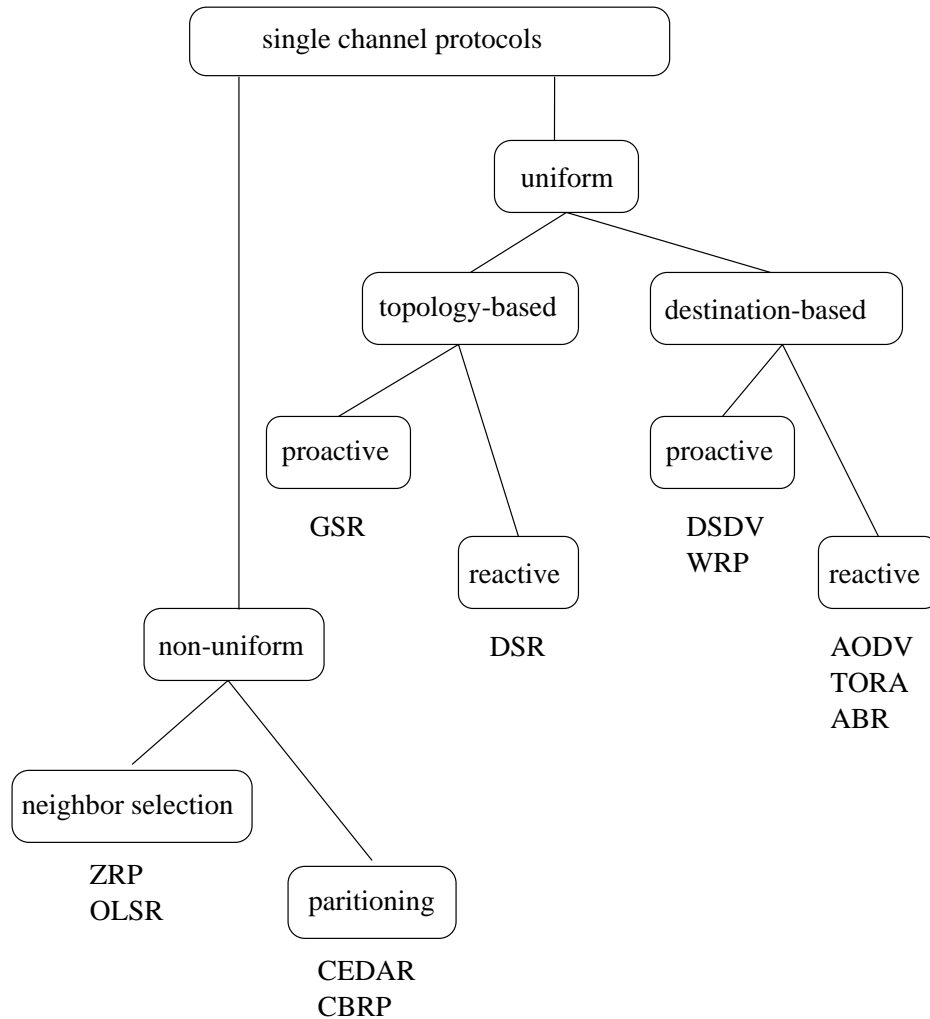 single channel protocols
uniform
topology-based
destination-based
proactive
proactive
GSR
DSDV
WRP
reactive
reactive
non-uniform
DSR
AODV
TORA
ABR
neighbor selection
ZRP
OLSR
paritioning
CEDAR
CBRP